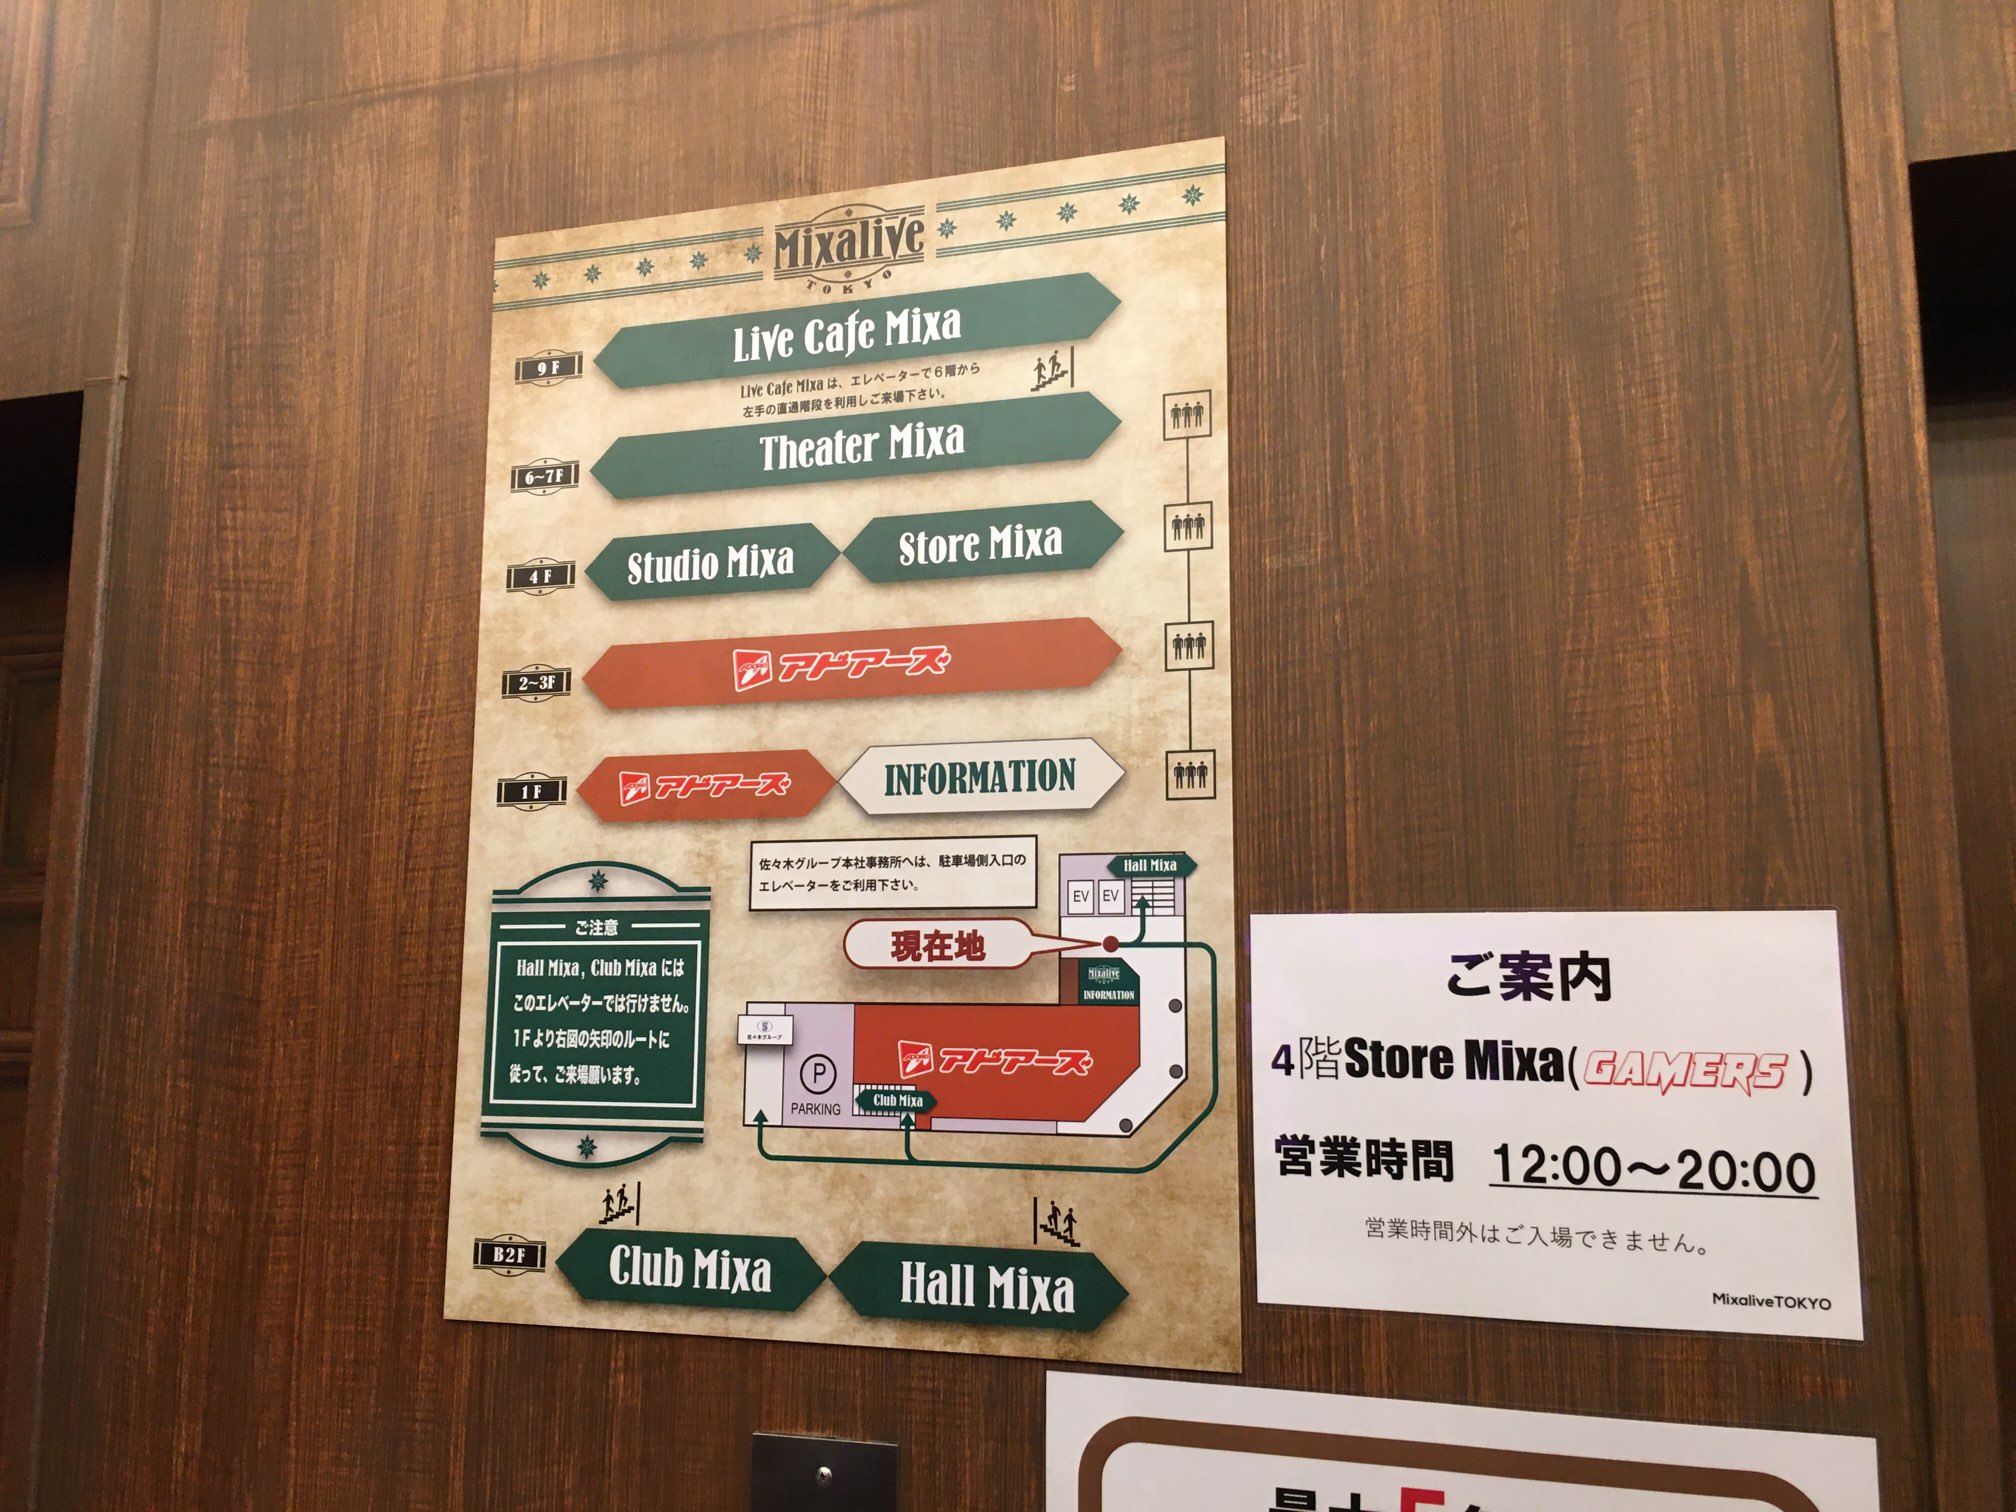 Mixalive
TOKYO
9F
Live Cafe Mixa
Live Cafe Mixa は、エレベーターで6階から
左手の直通階段を利用しご来場下さい。
6~7F
Theater Mixa
4F
Studio Mixa
Store Mixa
2~3F
アドアーズ
1F
アドアーズ
INFORMATION
佐々木グループ本社事務所へは、駐車場側入口の
エレベーターをご利用下さい。
Hall Mixa
EV EV
現在地
Mixalive
INFORMATION
ご注意
Hall Mixa, Club Mixa には
このエレベーターでは行けません。
1Fより右図の矢印のルートに
従って、ご来場願います。
S
佐々木グループ
P
PARKING
アドアーズ
Club Mixa
B2F
Club Mixa
Hall Mixa
ご案内
4階Store Mixa(GAMERS)
営業時間 12:00～20:00
営業時間外はご入場できません。
MixaliveTOKYO